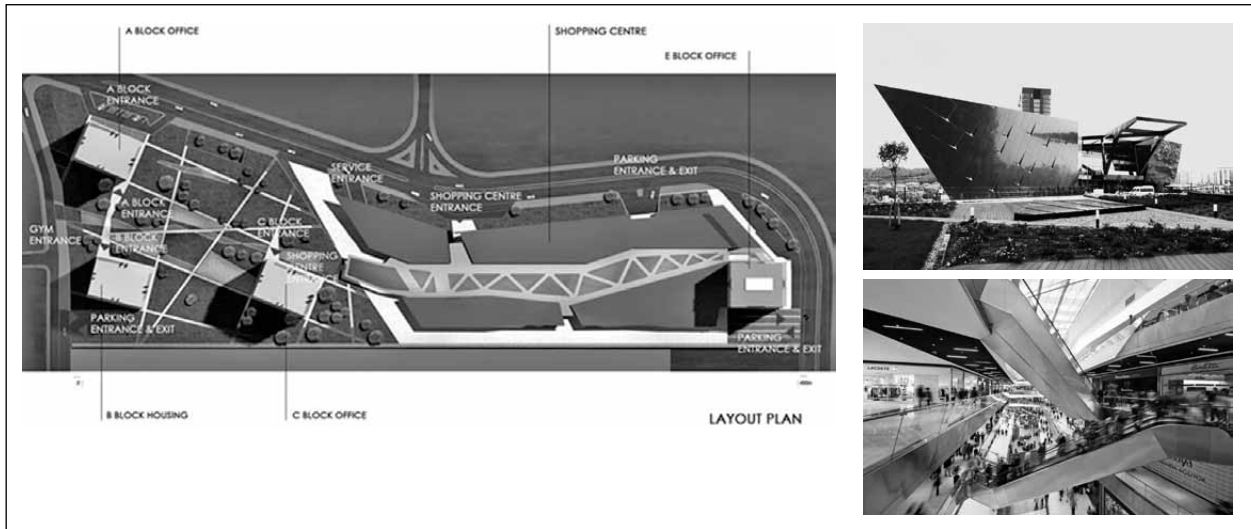 A BLOCK OFFICE
SHOPPING CENTRE
E BLOCK OFFICE
A BLOCK
ENTRANCE
SERVICE
ENTRANCE
PARKING
ENTRANCE & EXIT
SHOPPING CENTRE
ENTRANCE
A BLOCK
ENTRANCE
C BLOCK
ENTRANCE
GYM
ENTRANCE
B BLOCK
ENTRANCE
SHOPPING
CENTRE
ENTRANCE
PARKING
ENTRANCE & EXIT
PARKING
ENTRANCE & EXIT
B BLOCK HOUSING
C BLOCK OFFICE
LAYOUT PLAN
LACOSTE